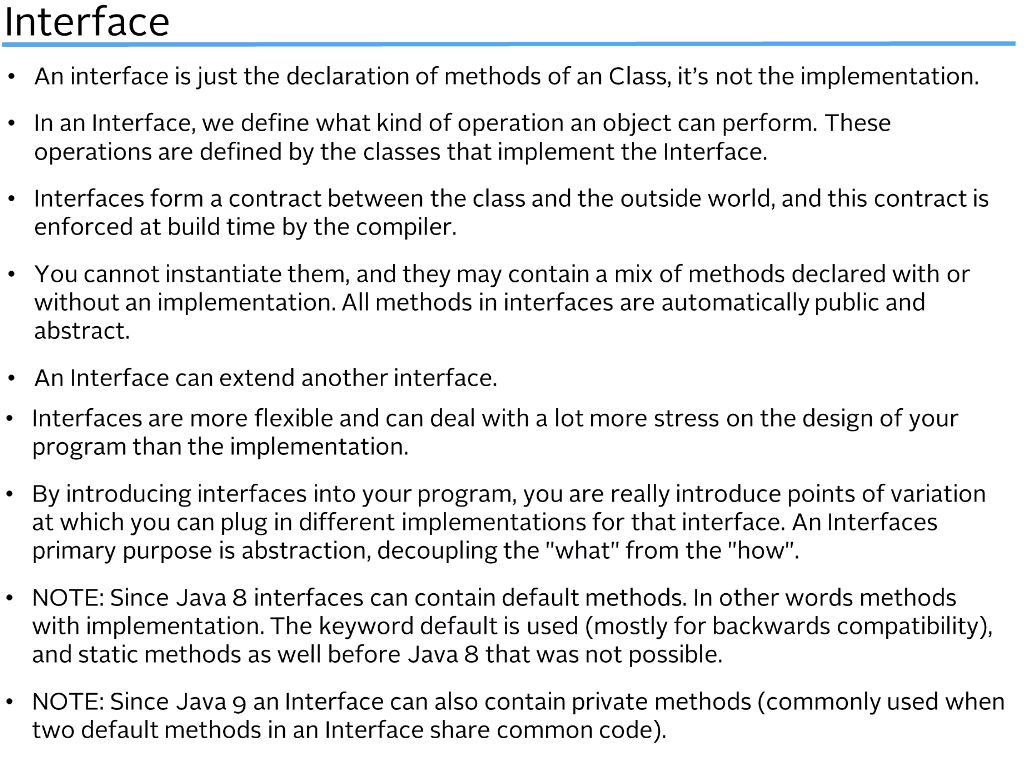 Interface
• An interface is just the declaration of methods of an Class, it's not the implementation.
• In an Interface, we define what kind of operation an object can perform. These
operations are defined by the classes that implement the Interface.
• Interfaces form a contract between the class and the outside world, and this contract is
enforced at build time by the compiler.
• You cannot instantiate them, and they may contain a mix of methods declared with or
without an implementation. All methods in interfaces are automatically public and
abstract.
• An Interface can extend another interface.
• Interfaces are more flexible and can deal with a lot more stress on the design of your
program than the implementation.
• By introducing interfaces into your program, you are really introduce points of variation
at which you can plug in different implementations for that interface. An Interfaces
primary purpose is abstraction, decoupling the "what" from the "how".
• NOTE: Since Java 8 interfaces can contain default methods. In other words methods
with implementation. The keyword default is used (mostly for backwards compatibility),
and static methods as well before Java 8 that was not possible.
• NOTE: Since Java 9 an Interface can also contain private methods (commonly used when
two default methods in an Interface share common code).